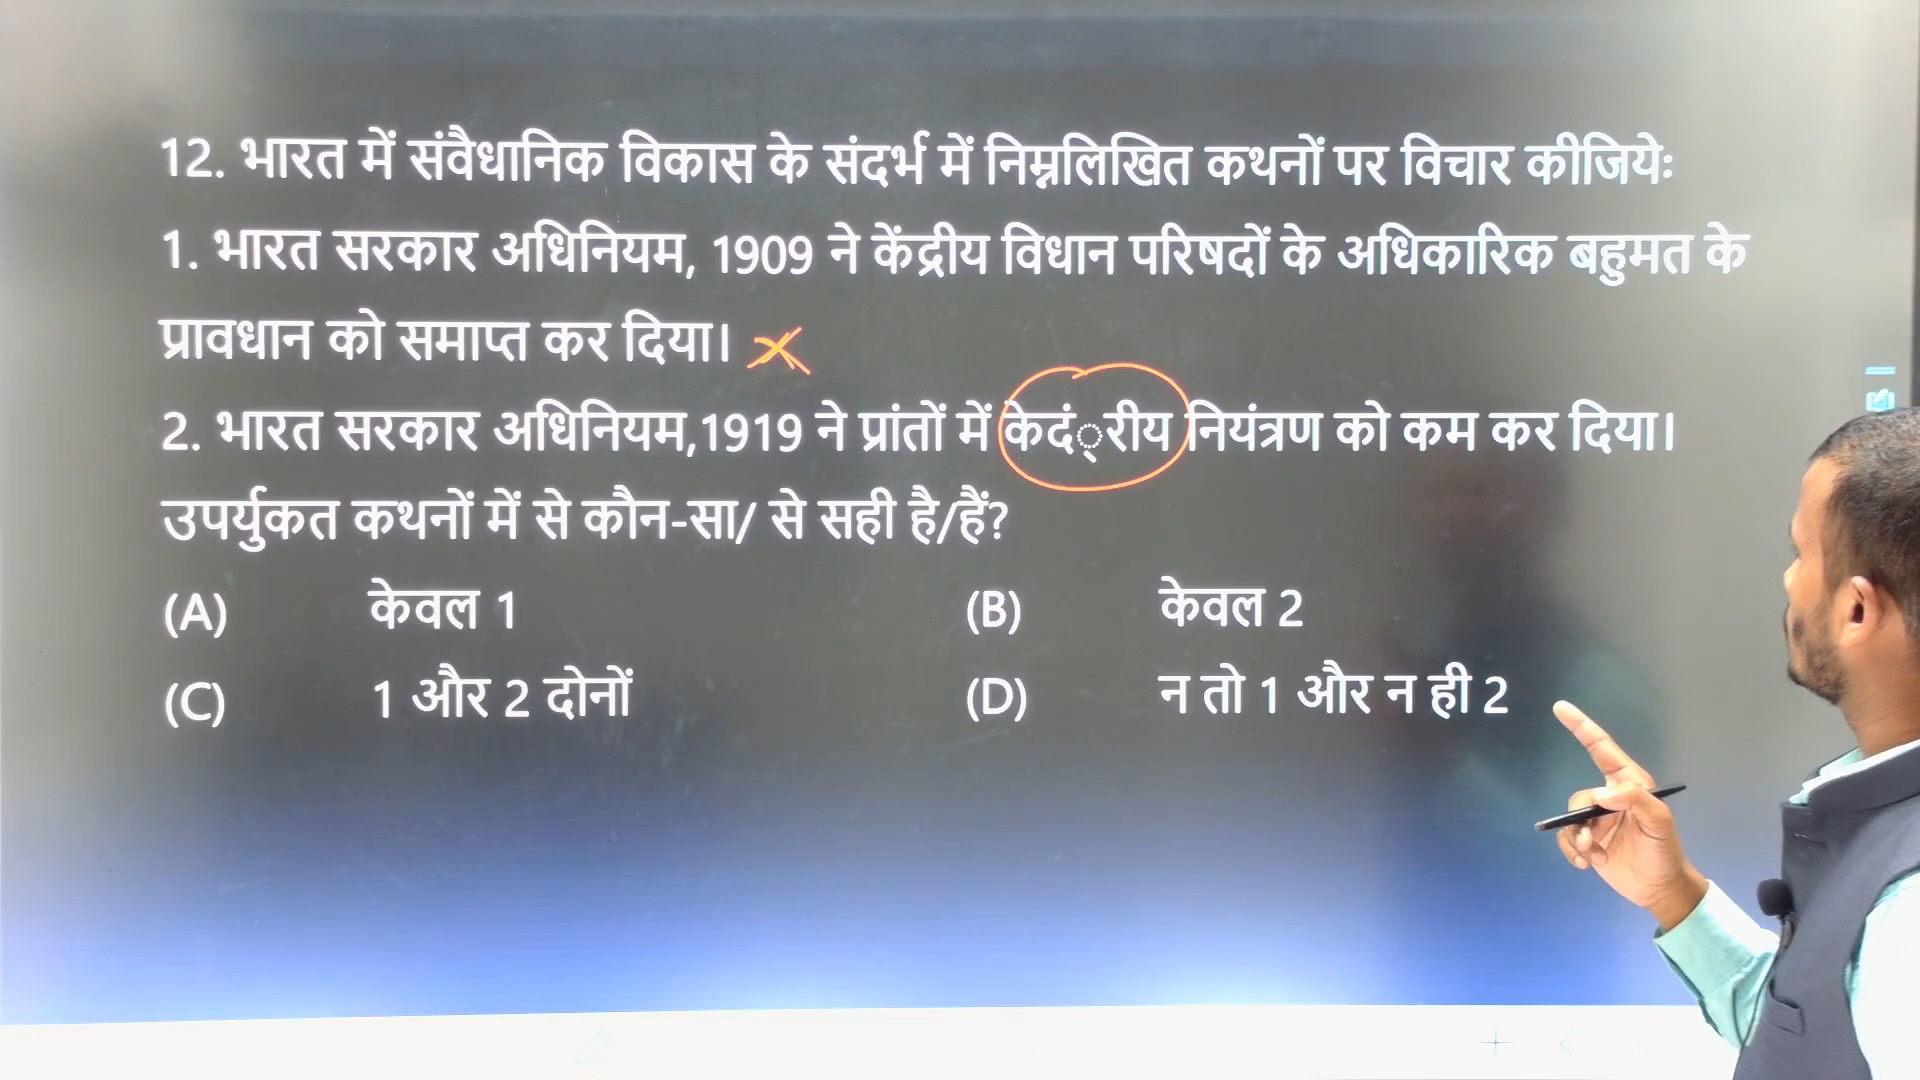 12. भारत में संवैधानिक विकास के संदर्भ में निम्नलिखित कथनों पर विचार कीजियेः
1. भारत सरकार अधिनियम, 1909 ने केंद्रीय विधान परिषदों के अधिकारिक बहुमत के
प्रावधान को समाप्त कर दिया।
2. भारत सरकार अधिनियम,1919 ने प्रांतों में केदं्रीय नियंत्रण को कम कर दिया।
उपर्युकत कथनों में से कौन-सा/ से सही है/हैं?
(A) केवल 1 (B) केवल 2
(C) 1 और 2 दोनों (D) न तो 1 और न ही 2